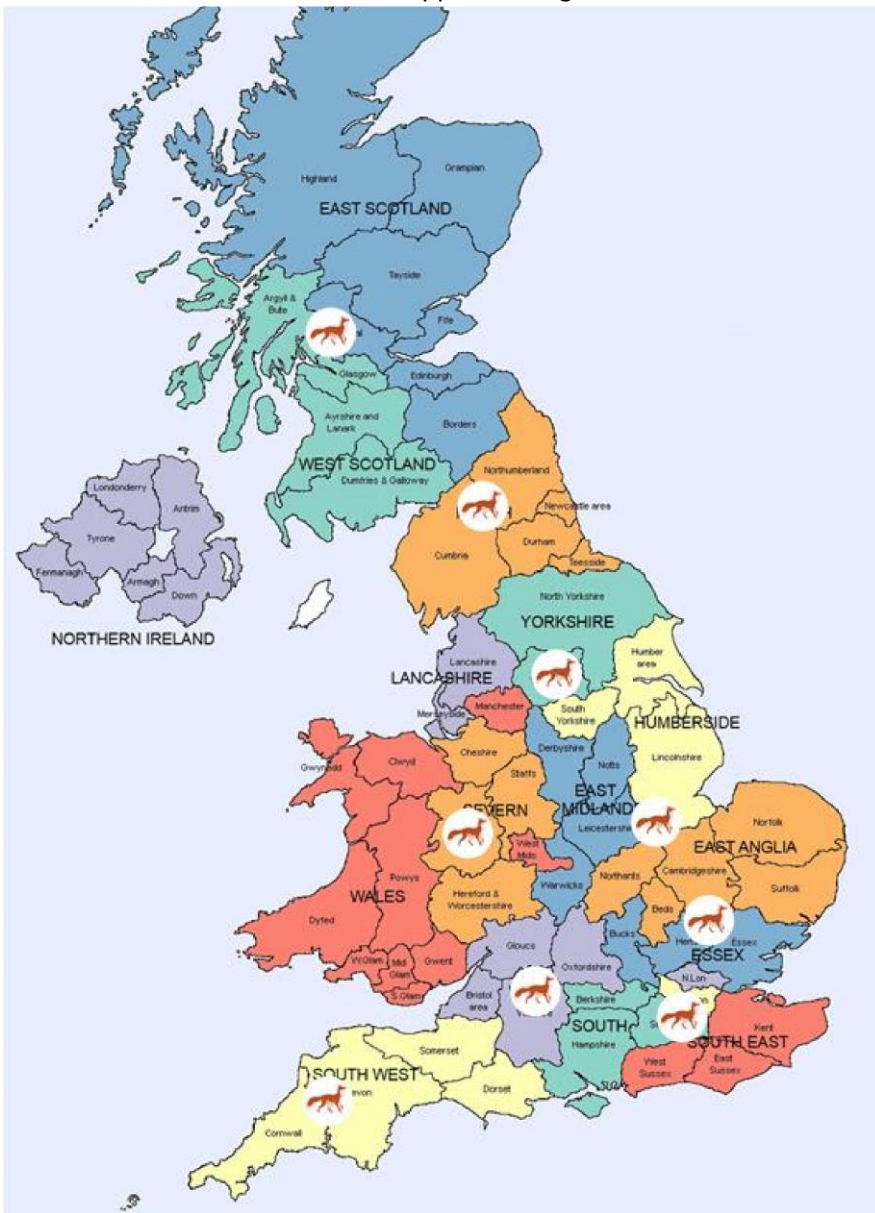 Highland
Grampian
EAST SCOTLAND
Tayside
Argyll &
Bute
Fife
Glasgow
Edinburgh
Ayrshire and
Lanark
Borders
WEST SCOTLAND
Dumfries & Galloway
Northumberland
Newcastle area
Durham
Cumbria
Teesside
Londonderry
Antrim
Tyrone
Fermanagh
Armagh
Down
NORTHERN IRELAND
North Yorkshire
YORKSHIRE
Lancashire
LANCASHIRE
Humber
area
Manchester
Merseyside
South
Yorkshire
HUMBERSIDE
Cheshire
Derbyshire
Notts
Lincolnshire
Gwynedd
Clwyd
Staffs
EAST
MIDLAND
SEVERN
Leicestershire
West
Mids
Norfolk
EAST ANGLIA
Cambridgeshire
Northants
Suffolk
Powys
WALES
Hereford &
Worcestershire
Warwicks
Beds
Dyfed
Bucks
Essex
ESSEX
W.Glam
Mid
Glam
Gwent
S.Glam
Gloucs
Oxfordshire
N.Lon
Bristol
area
Berkshire
SOUTH
Hampshire
Kent
SOUTH EAST
West
Sussex
East
Sussex
Somerset
SOUTH WEST
Dorset
Cornwall